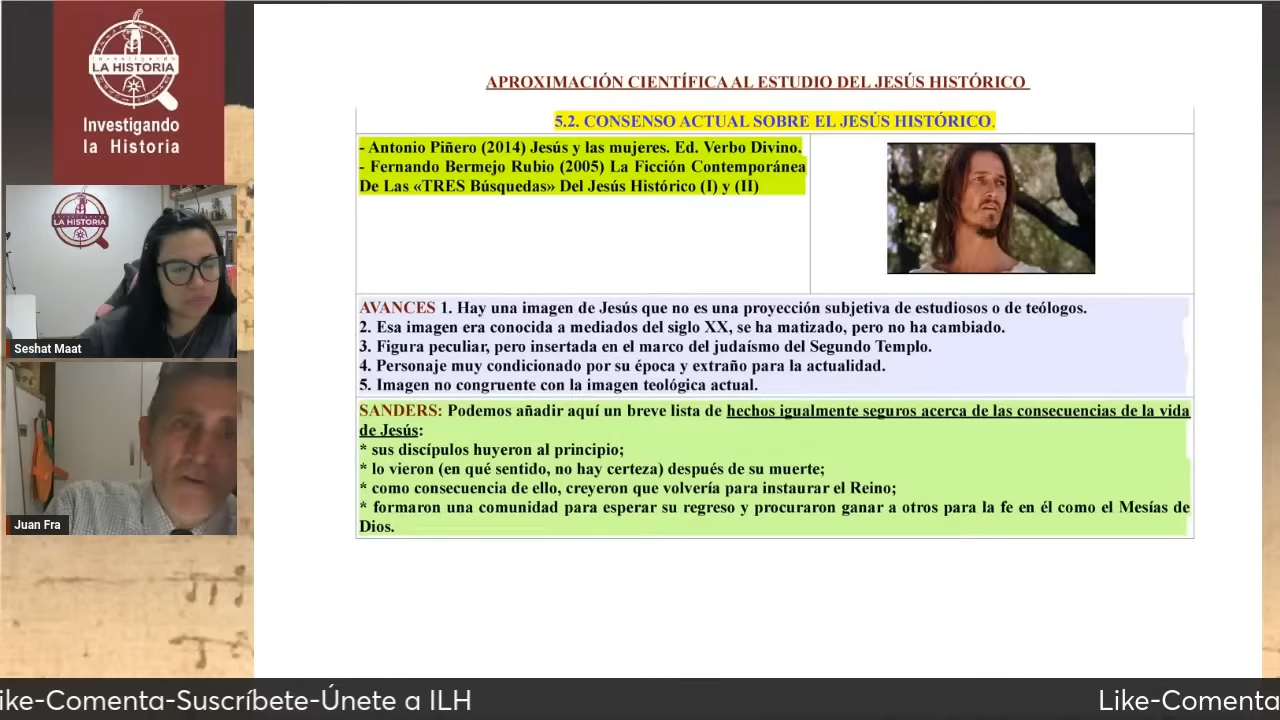 LA HISTORIA
Investigando
la Historia
LA HISTORIA
Seshat Maat
Juan Fra
APROXIMACIÓN CIENTÍFICA AL ESTUDIO DEL JESÚS HISTÓRICO
5.2. CONSENSO ACTUAL SOBRE EL JESÚS HISTÓRICO.
- Antonio Piñero (2014) Jesús y las mujeres. Ed. Verbo Divino.
- Fernando Bermejo Rubio (2005) La Ficción Contemporánea
De Las «TRES Búsquedas» Del Jesús Histórico (I) y (II)
AVANCES 1. Hay una imagen de Jesús que no es una proyección subjetiva de estudiosos o de teólogos.
2. Esa imagen era conocida a mediados del siglo XX, se ha matizado, pero no ha cambiado.
3. Figura peculiar, pero insertada en el marco del judaísmo del Segundo Templo.
4. Personaje muy condicionado por su época y extraño para la actualidad.
5. Imagen no congruente con la imagen teológica actual.
SANDERS: Podemos añadir aquí un breve lista de hechos igualmente seguros acerca de las consecuencias de la vida
de Jesús:
* sus discípulos huyeron al principio;
* lo vieron (en qué sentido, no hay certeza) después de su muerte;
* como consecuencia de ello, creyeron que volvería para instaurar el Reino;
* formaron una comunidad para esperar su regreso y procuraron ganar a otros para la fe en él como el Mesías de
Dios.
ike-Comenta-Suscríbete-Únete a ILH
Like-Comenta